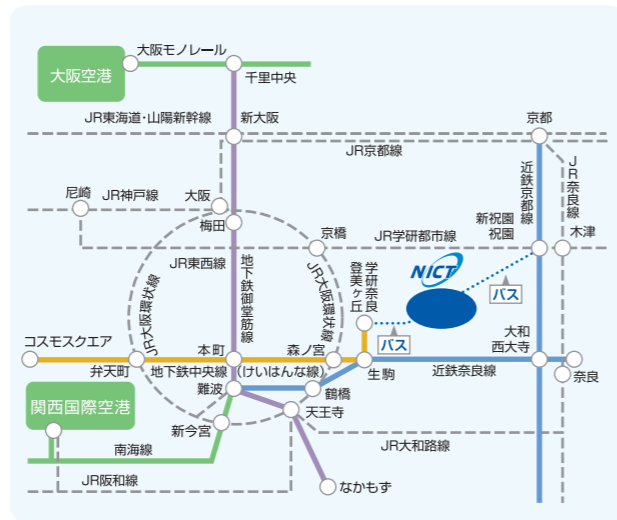 大阪モノレール
大阪空港
千里中央
JR東海道・山陽新幹線
新大阪
京都
JR京都線
近鉄京都線
JR奈良線
尼崎
JR神戸線
大阪
梅田
新祝園
祝園
木津
京橋
JR学研都市線
JR東西線
地下鉄御堂筋線
JR大阪環状線
JR大阪環状線
学研奈良
登美ヶ丘
NICT
バス
バス
コスモスクエア
本町
森ノ宮
大和
西大寺
弁天町
地下鉄中央線
(けいはんな線)
生駒
近鉄奈良線
奈良
関西国際空港
難波
鶴橋
天王寺
新今宮
南海線
JR大和路線
JR阪和線
なかもず